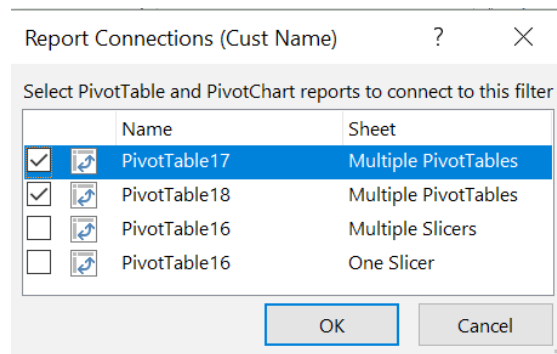 Report Connections (Cust Name) ?
Select PivotTable and PivotChart reports to connect to this filter
Name Sheet
PivotTable17 Multiple PivotTables
PivotTable18 Multiple PivotTables
PivotTable16 Multiple Slicers
PivotTable16 One Slicer
OK Cancel